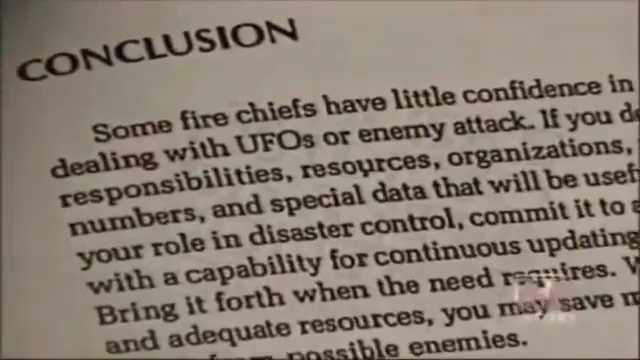 CONCLUSION
Some fire chiefs have little confidence in
dealing with UFOs or enemy attack. If you de
responsibilities, resources, organizations,
numbers, and special data that will be usef
your role in disaster control, commit it to a
with a capability for continuous updating
Bring it forth when the need requires. W
and adequate resources, you may save m
from possible enemies.